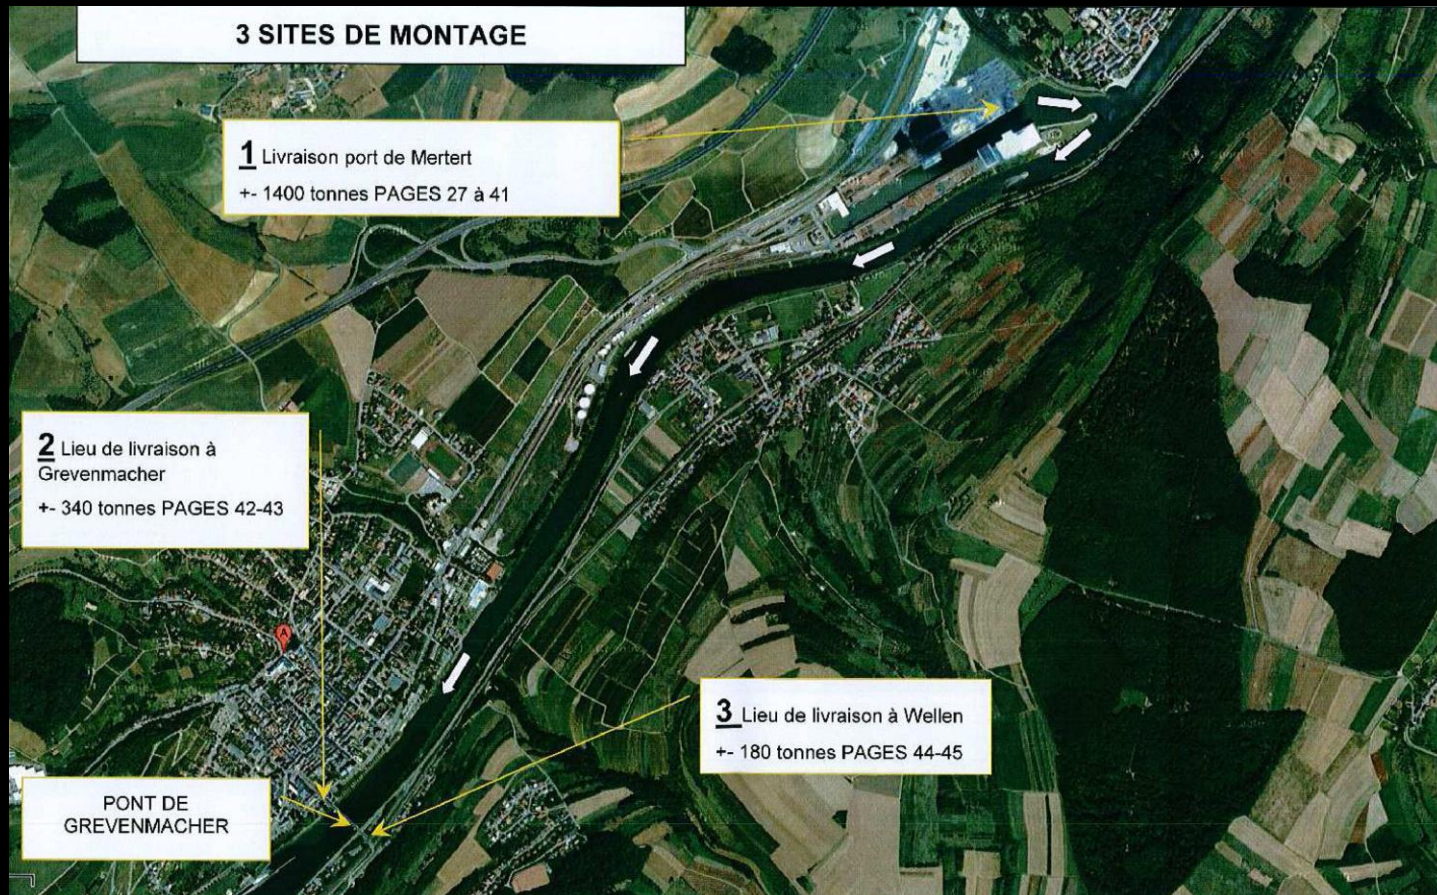 3 SITES DE MONTAGE
1 Livraison port de Mertert
+- 1400 tonnes PAGES 27 à 41
2 Lieu de livraison à
Grevenmacher
+- 340 tonnes PAGES 42-43
A
3 Lieu de livraison à Wellen
+- 180 tonnes PAGES 44-45
PONT DE
GREVENMACHER